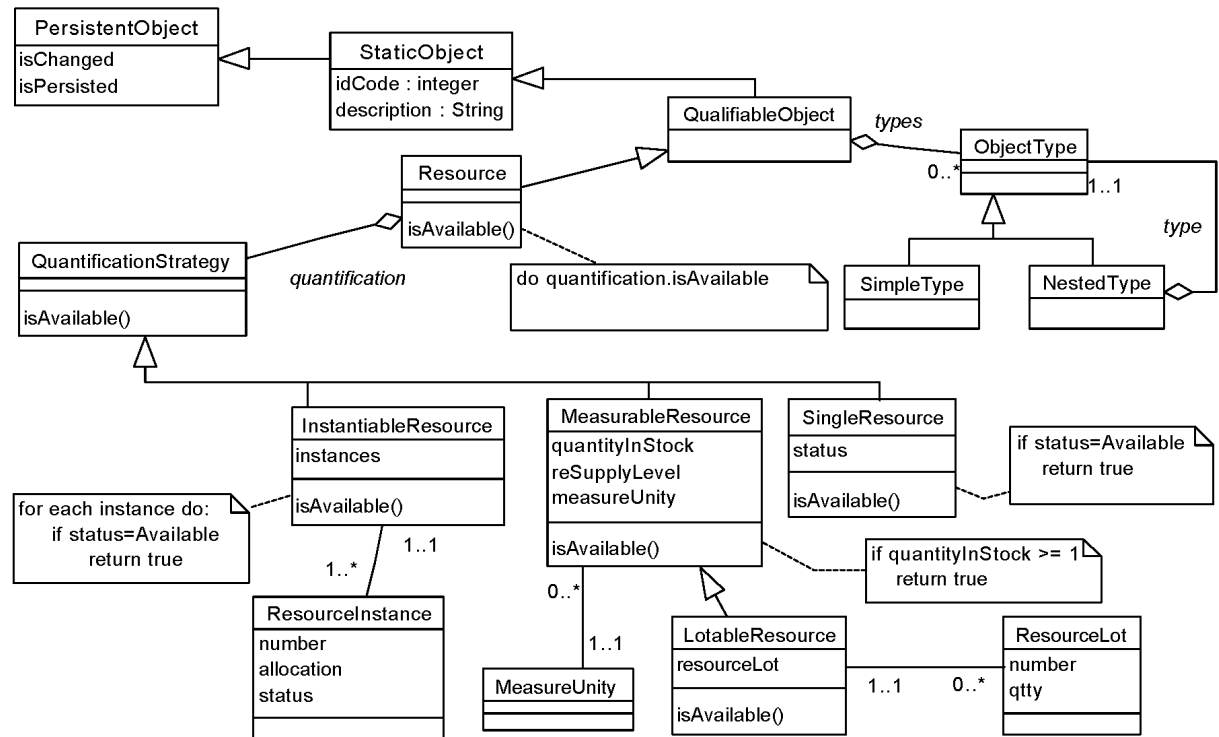 PersistentObject
isChanged
isPersisted
StaticObject
idCode : integer
description : String
QualifiableObject
types
ObjectType
0..*
1..1
type
Resource
isAvailable()
QuantificationStrategy
isAvailable()
quantification
do quantification.isAvailable
SimpleType
NestedType
InstantiableResource
instances
isAvailable()
MeasurableResource
quantityInStock
reSupplyLevel
measureUnity
isAvailable()
SingleResource
status
isAvailable()
if status=Available
return true
for each instance do:
if status=Available
return true
1..1
1..*
if quantityInStock >= 1
return true
0..*
1..1
ResourceInstance
number
allocation
status
MeasureUnity
LotableResource
resourceLot
isAvailable()
1..1
0..*
ResourceLot
number
qtty